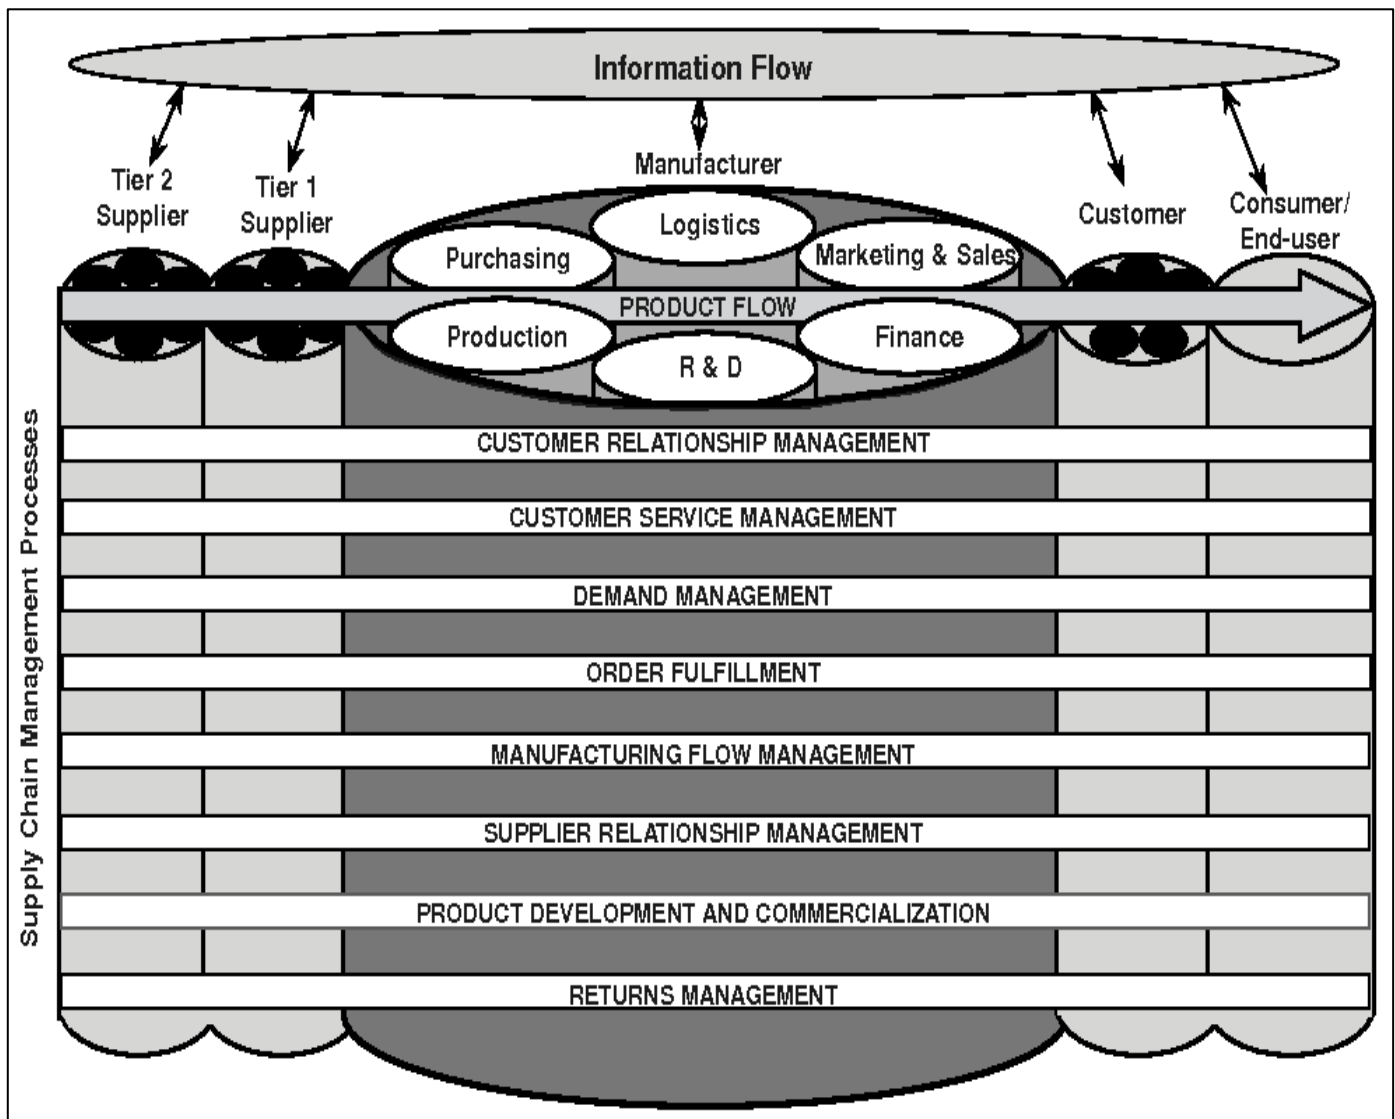 Information Flow
Manufacturer
Tier 2
Supplier
Tier 1
Supplier
Customer
Consumer/
End-user
Logistics
Purchasing
Marketing & Sales
PRODUCT FLOW
Production
R & D
Finance
Supply Chain Management Processes
CUSTOMER RELATIONSHIP MANAGEMENT
CUSTOMER SERVICE MANAGEMENT
DEMAND MANAGEMENT
ORDER FULFILLMENT
MANUFACTURING FLOW MANAGEMENT
SUPPLIER RELATIONSHIP MANAGEMENT
PRODUCT DEVELOPMENT AND COMMERCIALIZATION
RETURNS MANAGEMENT